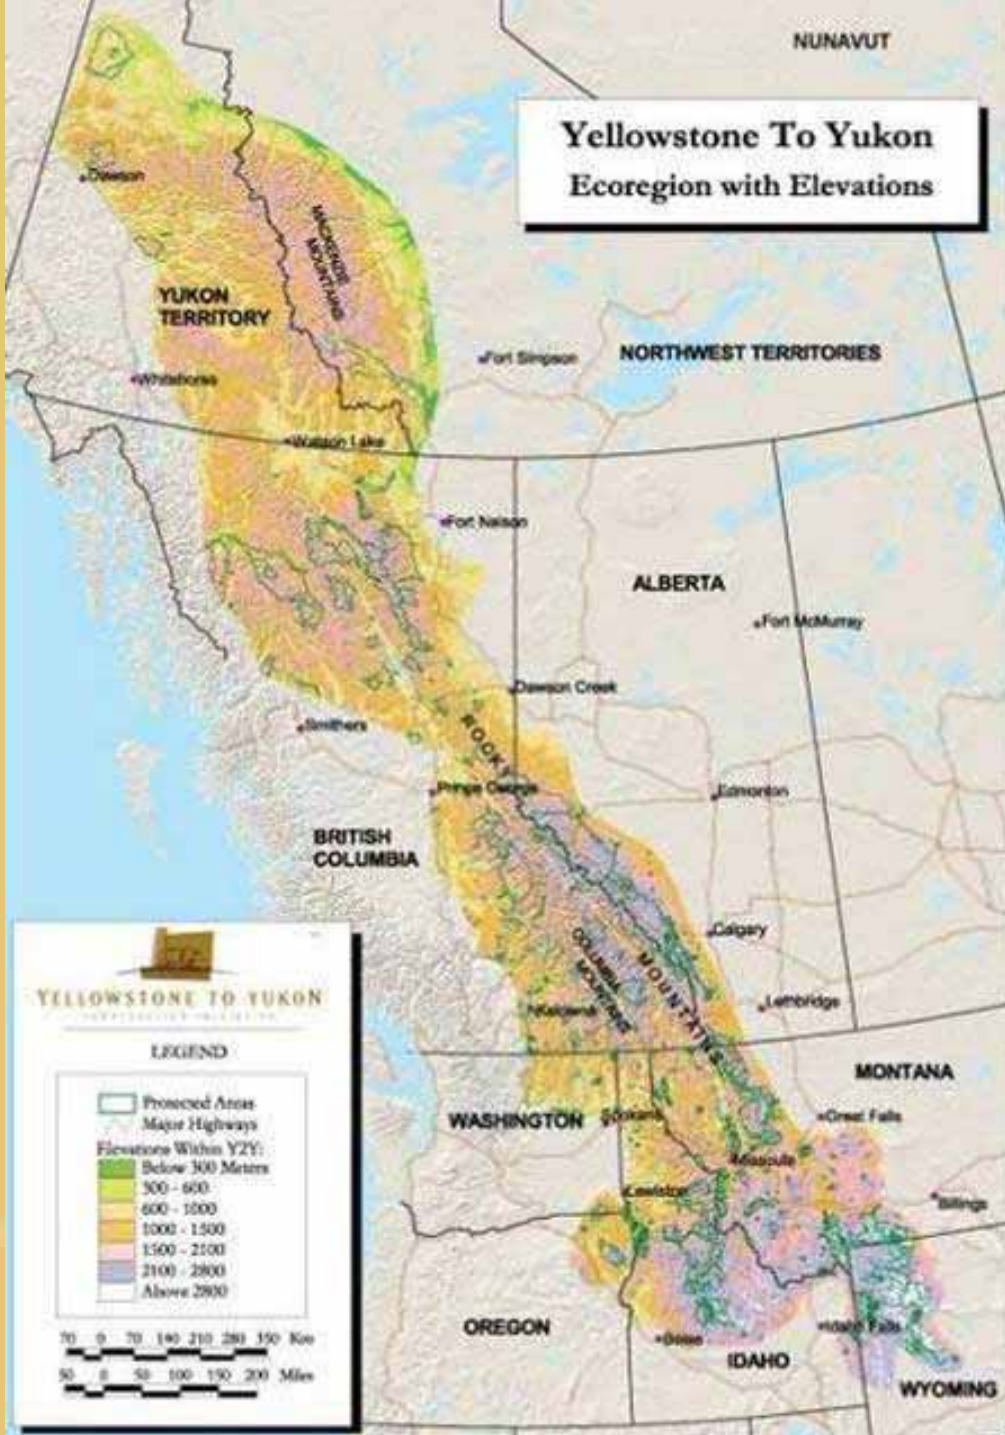 NUNAVUT
Yellowstone To Yukon
Ecoregion with Elevations
Dawson
MACKENZIE
MOUNTAINS
YUKON
TERRITORY
Fort Simpson
NORTHWEST TERRITORIES
Whitehorse
Watson Lake
Fort Nelson
ALBERTA
Fort McMurray
Dawson Creek
Smithers
ROCKY
Prince George
Edmonton
BRITISH
COLUMBIA
Calgary
COLUMBIA
MOUNTAINS
MOUNTAINS
Kelowna
Lethbridge
YELLOWSTONE TO YUKON
LEGEND
Protected Areas
Major Highways
Elevations Within Y2Y:
Below 300 Meters
300 - 600
600 - 1000
1000 - 1500
1500 - 2100
2100 - 2800
Above 2800
70 0 70 140 210 280 350 Km
50 0 50 100 150 200 Miles
MONTANA
WASHINGTON
Spokane
Great Falls
Missoula
Lewiston
Billings
OREGON
Boise
Idaho Falls
IDAHO
WYOMING